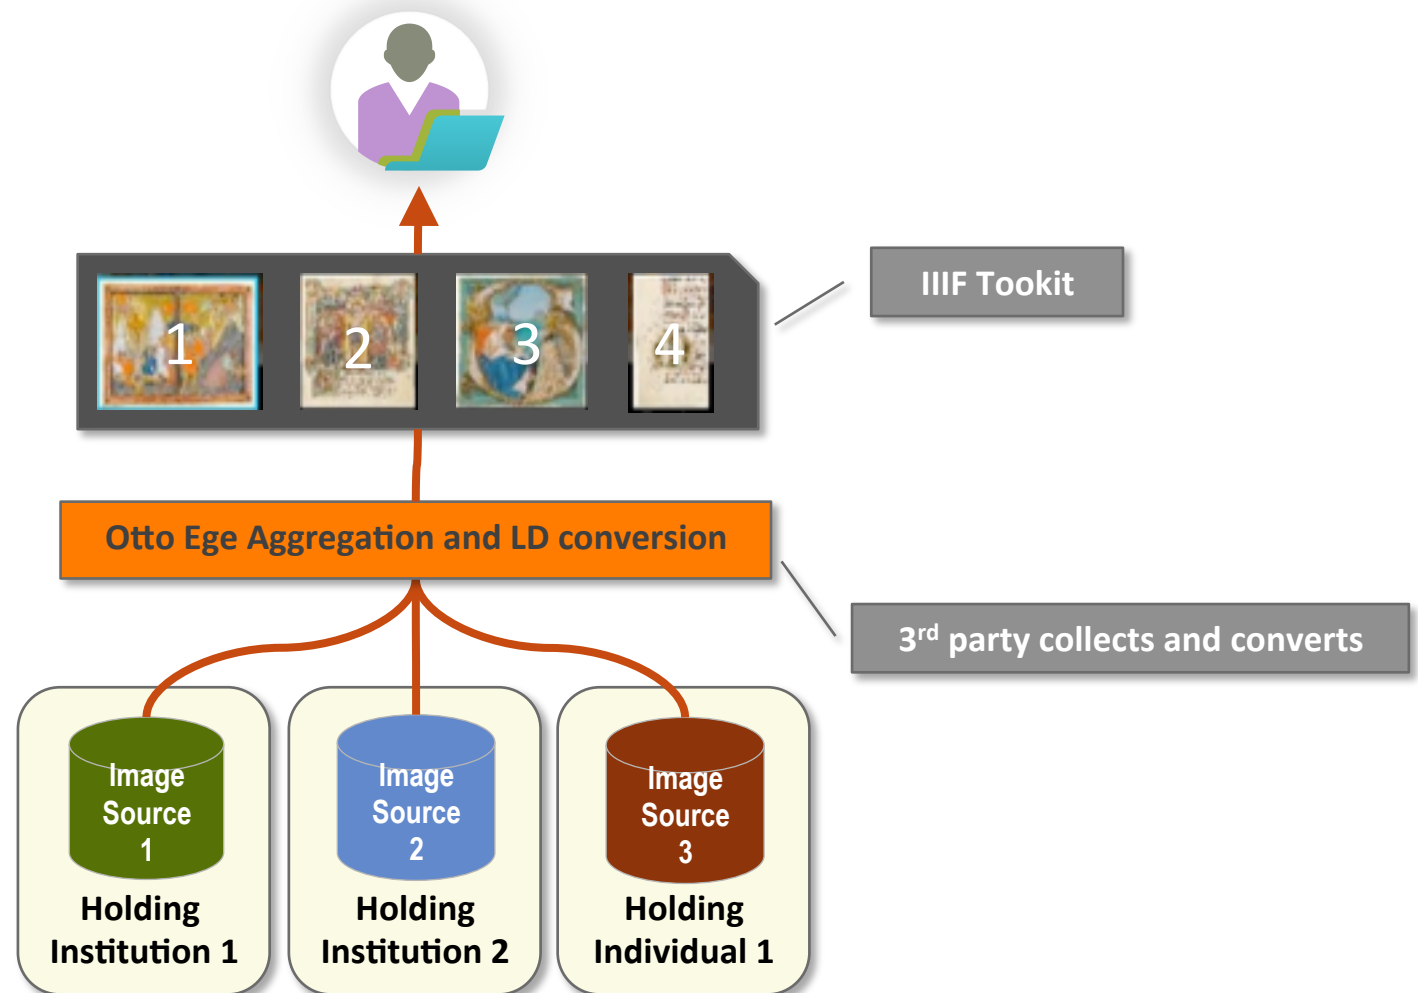 1
2
3
4
IIIF Tookit
Otto Ege Aggregation and LD conversion
3rd party collects and converts
Image
Source
1
Holding
Institution 1
Image
Source
2
Holding
Institution 2
Image
Source
3
Holding
Individual 1